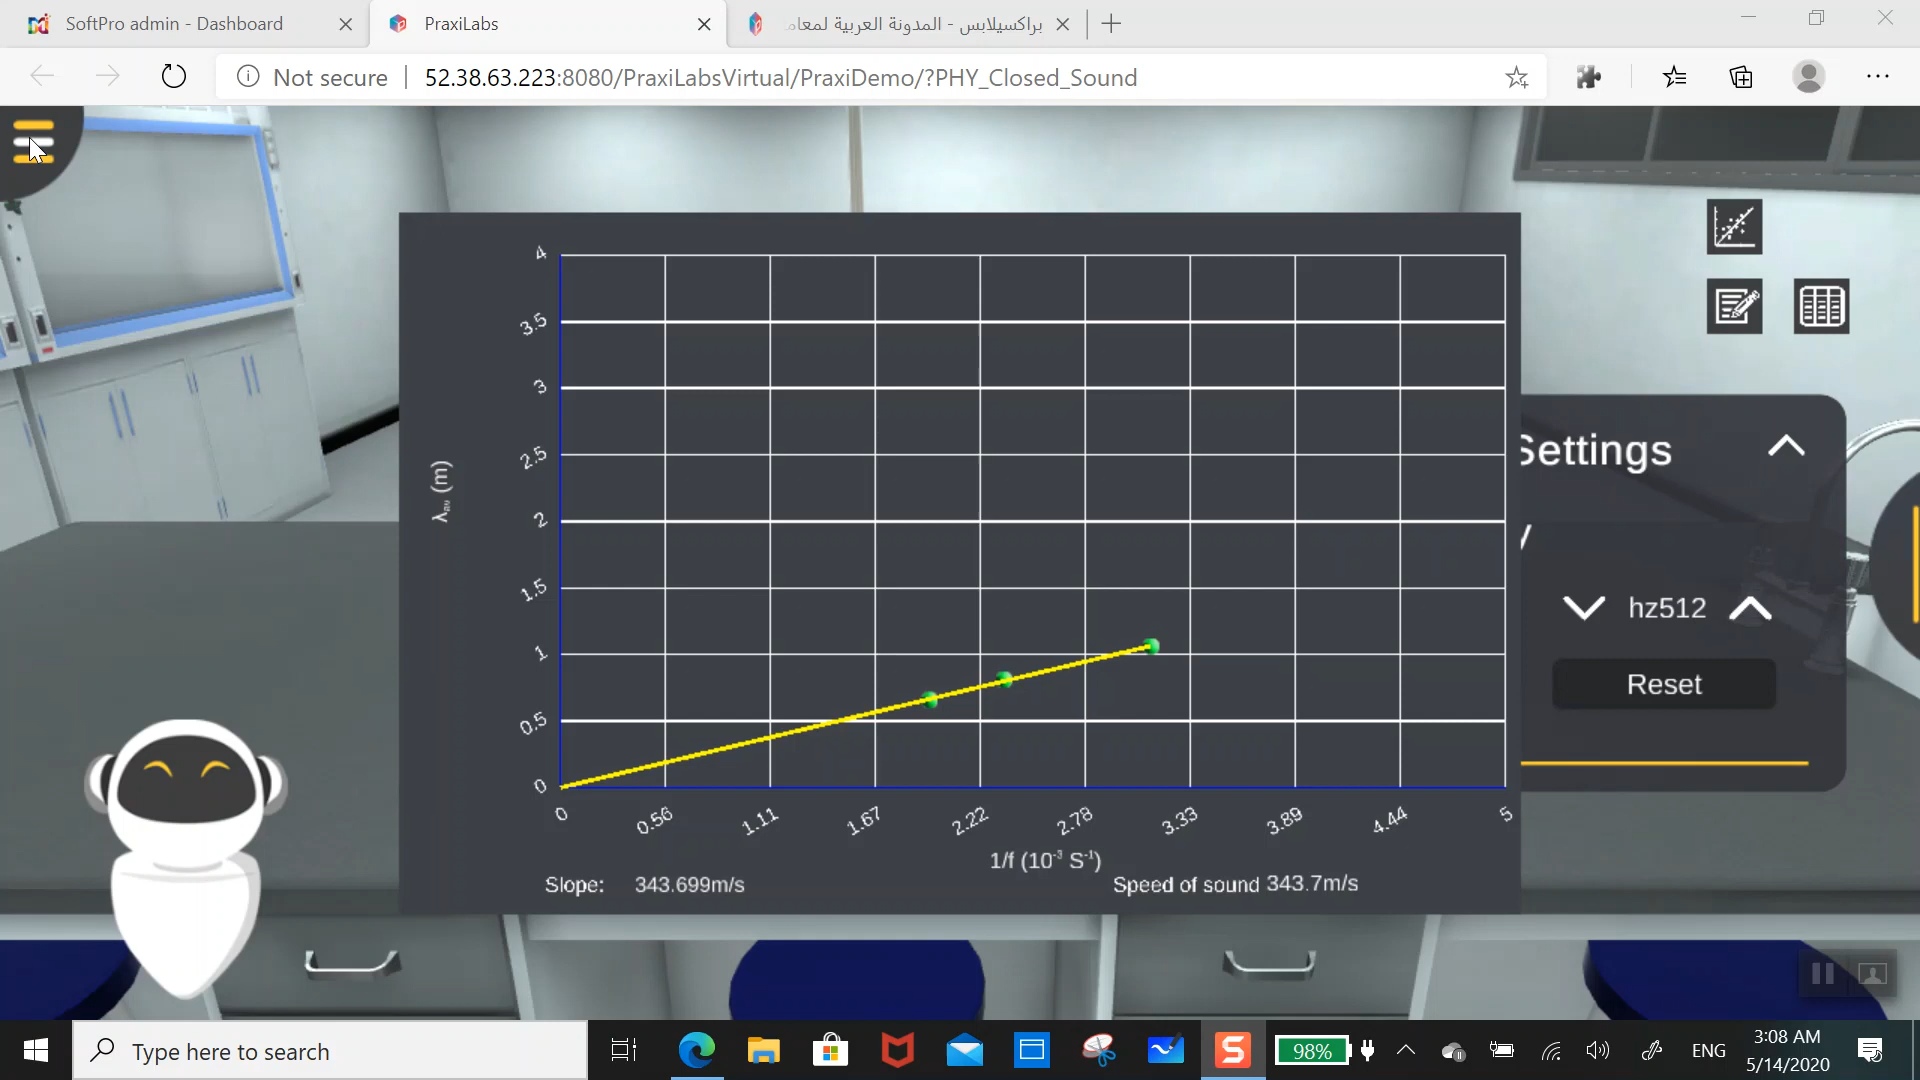 SoftPro admin - Dashboard
PraxiLabs
براكسيلابس - المدونة العربية لمعام
Not secure
52.38.63.223:8080/PraxiLabsVirtual/PraxiDemo/?PHY_Closed_Sound
4
3.5
3
2.5
2
1.5
1
0.5
0
λav (m)
0 0.56 1.11 1.67 2.22 2.78 3.33 3.89 4.44 5
1/f (10⁻³ S⁻¹)
Slope: 343.699m/s
Speed of sound 343.7m/s
Settings
hz512
Reset
Type here to search
98%
ENG
3:08 AM
5/14/2020